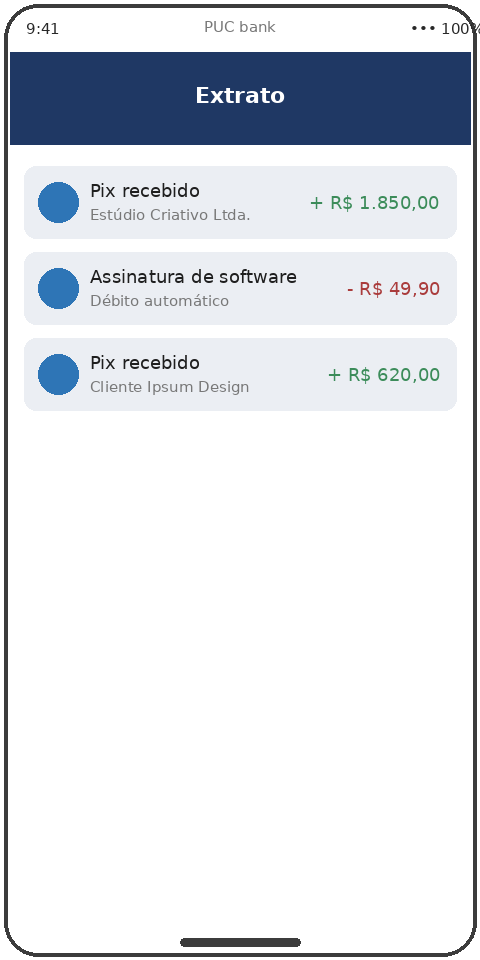 9:41
PUC bank
••• 100%
Extrato
Pix recebido
+ R$ 1.850,00
Estúdio Criativo Ltda.
Assinatura de software
- R$ 49,90
Débito automático
Pix recebido
+ R$ 620,00
Cliente Ipsum Design